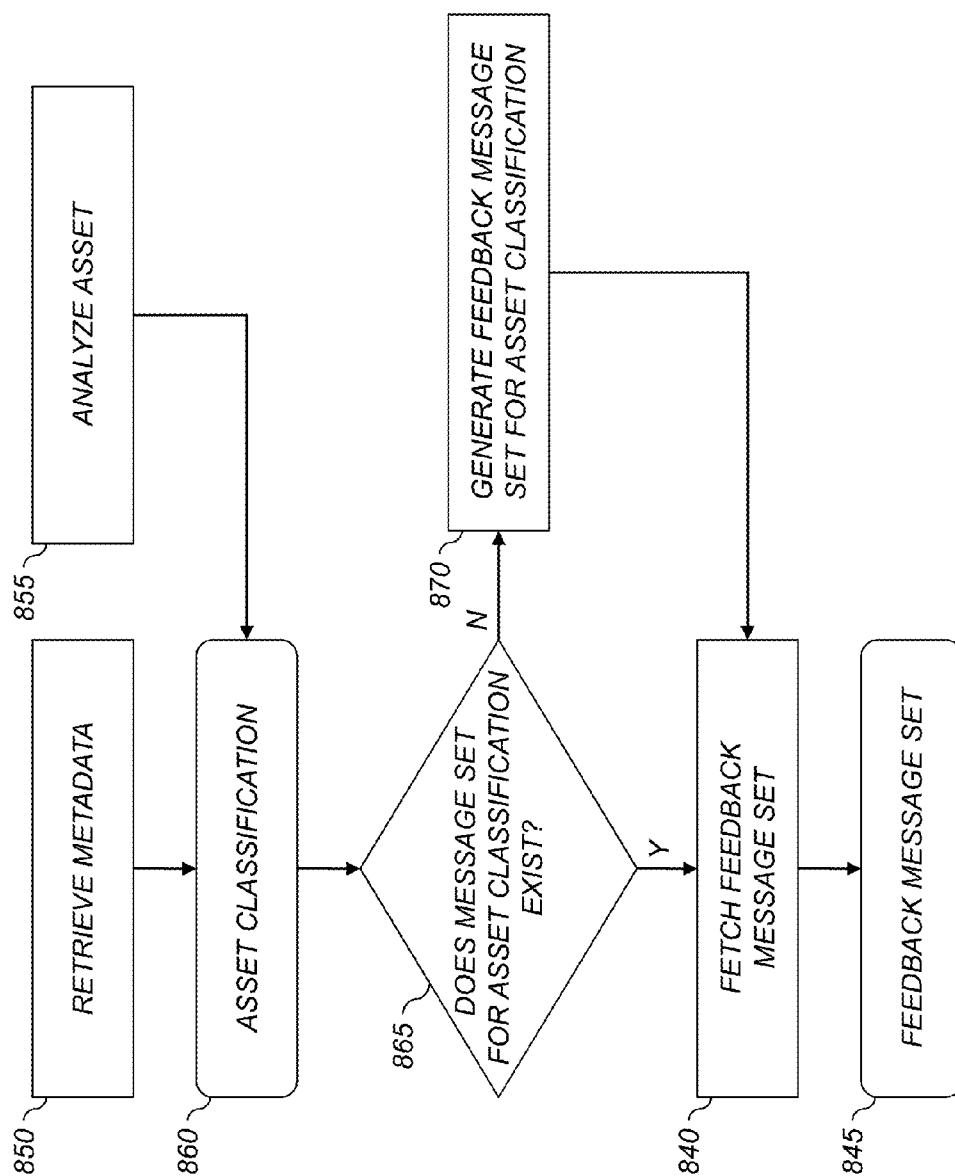 850
RETRIEVE METADATA
855
ANALYZE ASSET
860
ASSET CLASSIFICATION
865
DOES MESSAGE SET
FOR ASSET CLASSIFICATION
EXIST?
N
870
GENERATE FEEDBACK MESSAGE
SET FOR ASSET CLASSIFICATION
Y
840
FETCH FEEDBACK
MESSAGE SET
845
FEEDBACK MESSAGE SET